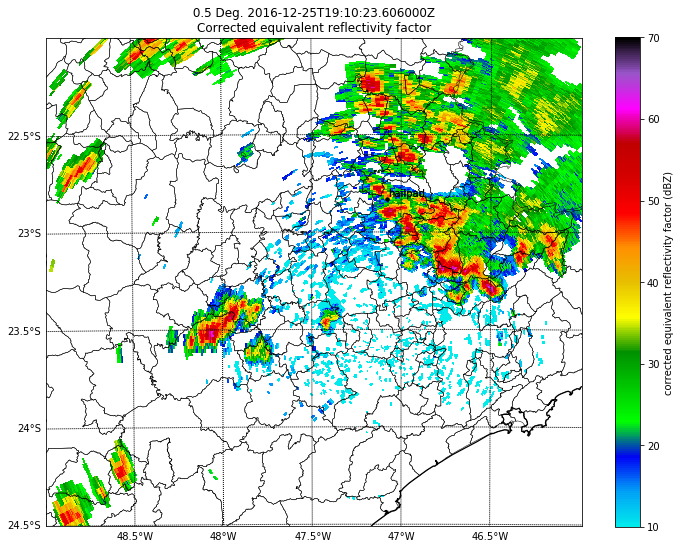 0.5 Deg. 2016-12-25T19:10:23.606000Z
Corrected equivalent reflectivity factor
22.5°S
23°S
23.5°S
24°S
24.5°S
48.5°W
48°W
47.5°W
47°W
46.5°W
70
60
50
40
30
20
10
corrected equivalent reflectivity factor (dBZ)